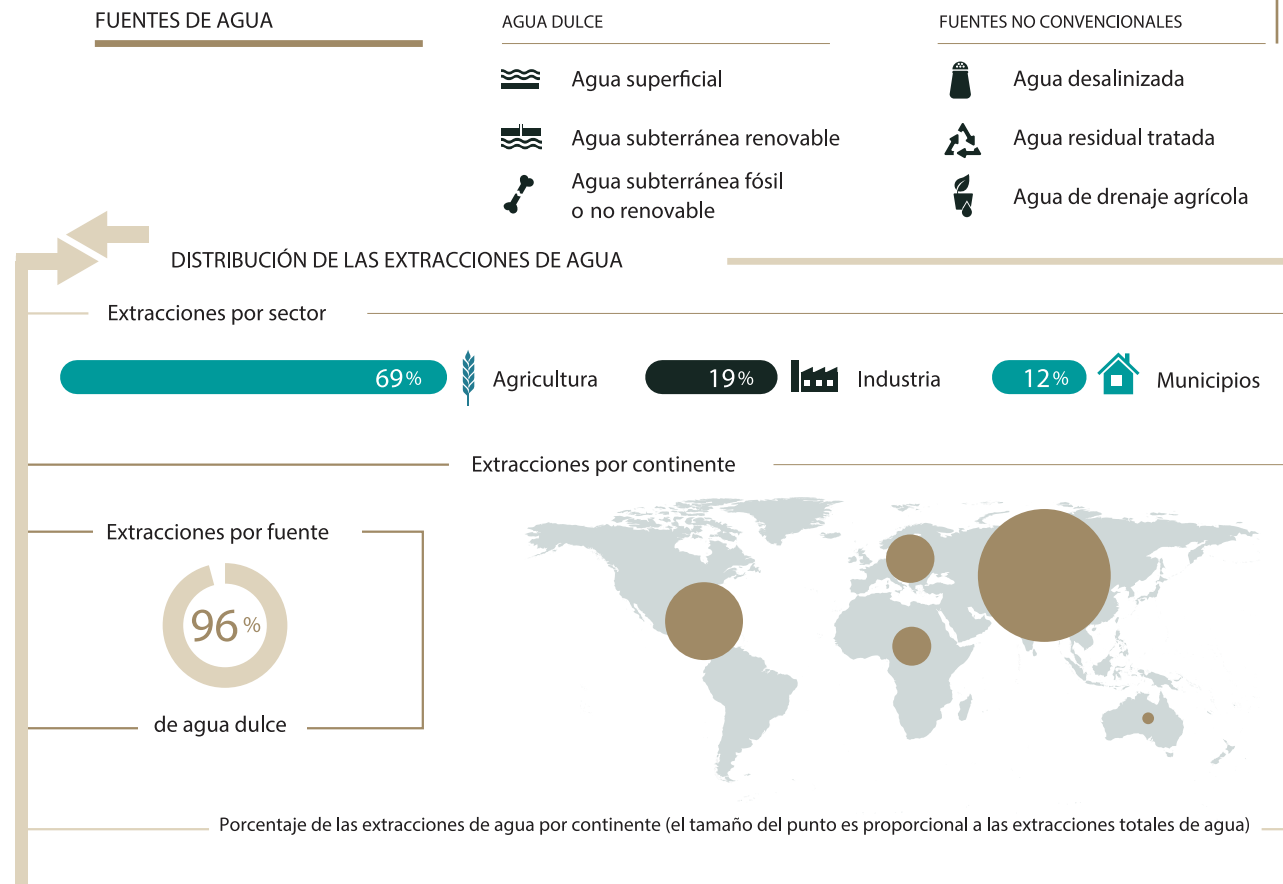 FUENTES DE AGUA
AGUA DULCE
Agua superficial
Agua subterránea renovable
Agua subterránea fósil
o no renovable
FUENTES NO CONVENCIONALES
Agua desalinizada
Agua residual tratada
Agua de drenaje agrícola
DISTRIBUCIÓN DE LAS EXTRACCIONES DE AGUA
Extracciones por sector
69%
Agricultura
19%
Industria
12%
Municipios
Extracciones por continente
Extracciones por fuente
96%
de agua dulce
Porcentaje de las extracciones de agua por continente (el tamaño del punto es proporcional a las extracciones totales de agua)